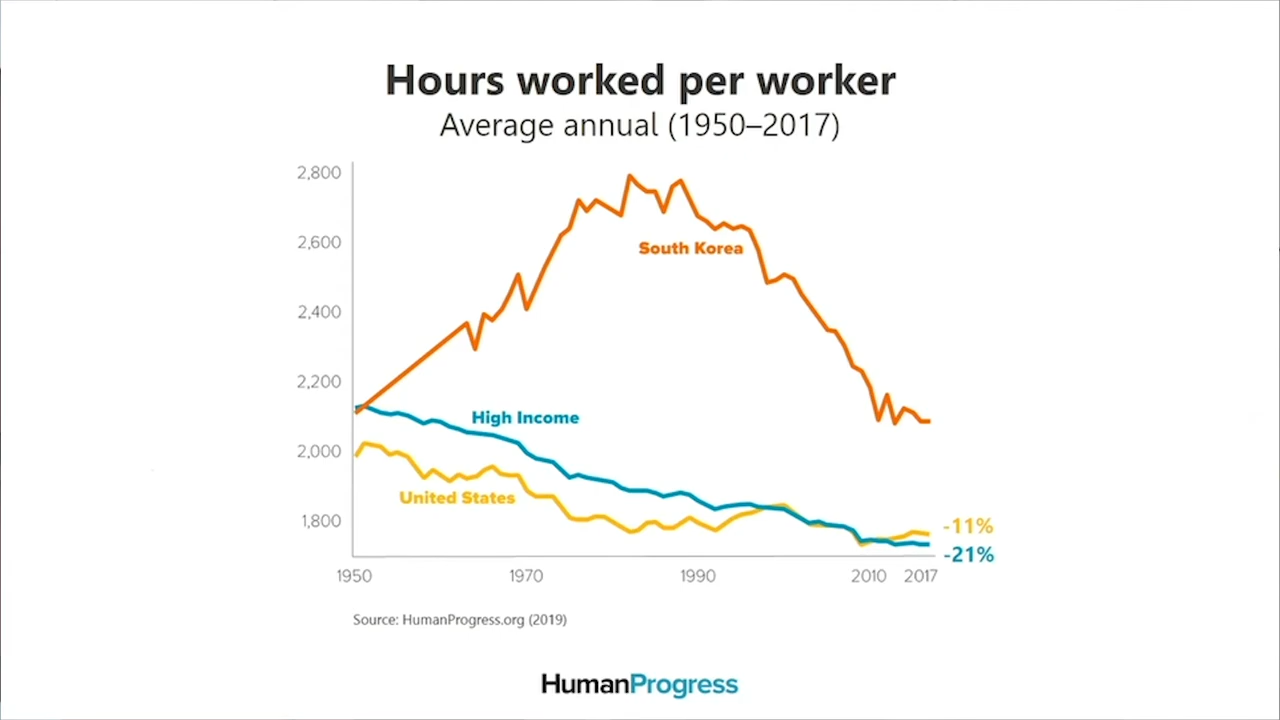 Hours worked per worker
Average annual (1950–2017)
2,800
2,600
South Korea
2,400
2,200
High Income
2,000
United States
1,800
-11%
-21%
1950 1970 1990 2010 2017
Source: HumanProgress.org (2019)
HumanProgress